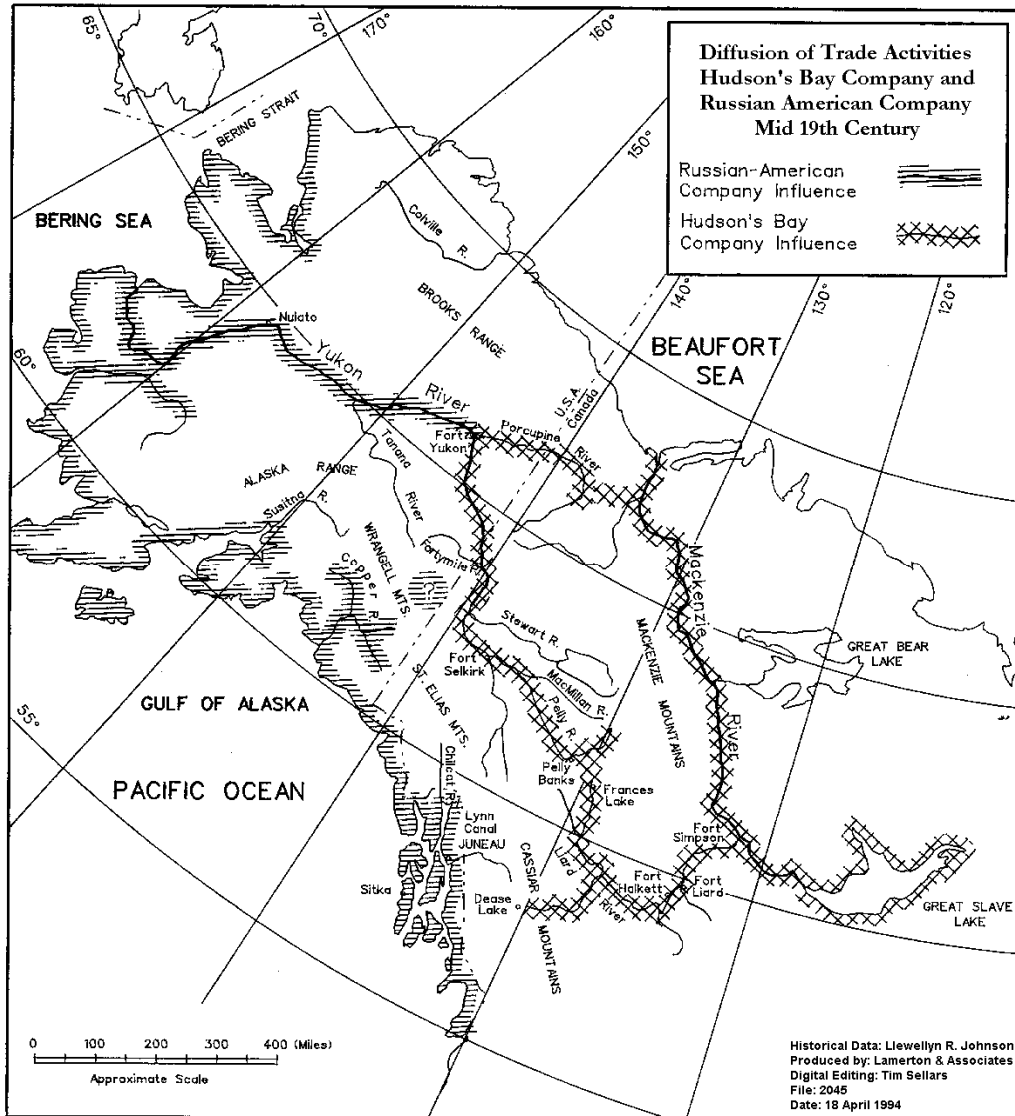 65°
70°
170°
160°
150°
140°
130°
120°
60°
55°
Diffusion of Trade Activities
Hudson's Bay Company and
Russian American Company
Mid 19th Century
Russian-American
Company Influence
Hudson's Bay
Company Influence
BERING STRAIT
BERING SEA
Colville
R.
BROOKS RANGE
BEAUFORT
SEA
U.S.A.
Canada
Nulato
Yukon
River
Fort
Yukon
Porcupine
River
Tanana
River
ALASKA RANGE
Susitna R.
WRANGELL MTS.
Copper R.
Fortymile R.
?
Mackenzie
River
Stewart R.
MACKENZIE MOUNTAINS
GREAT BEAR
LAKE
Fort
Selkirk
MacMillan R.
Pelly R.
ST. ELIAS MTS.
GULF OF ALASKA
PACIFIC OCEAN
Pelly
Banks
Frances
Lake
Chilcat R.
Lynn
Canal
JUNEAU
Sitka
CASSIAR
MOUNTAINS
Liard
River
Dease
Lake
Fort
Halkett
Fort
Simpson
Fort
Liard
GREAT SLAVE
LAKE
0 100 200 300 400 (Miles)
Approximate Scale
Historical Data: Llewellyn R. Johnson
Produced by: Lamerton & Associates
Digital Editing: Tim Sellars
File: 2045
Date: 18 April 1994